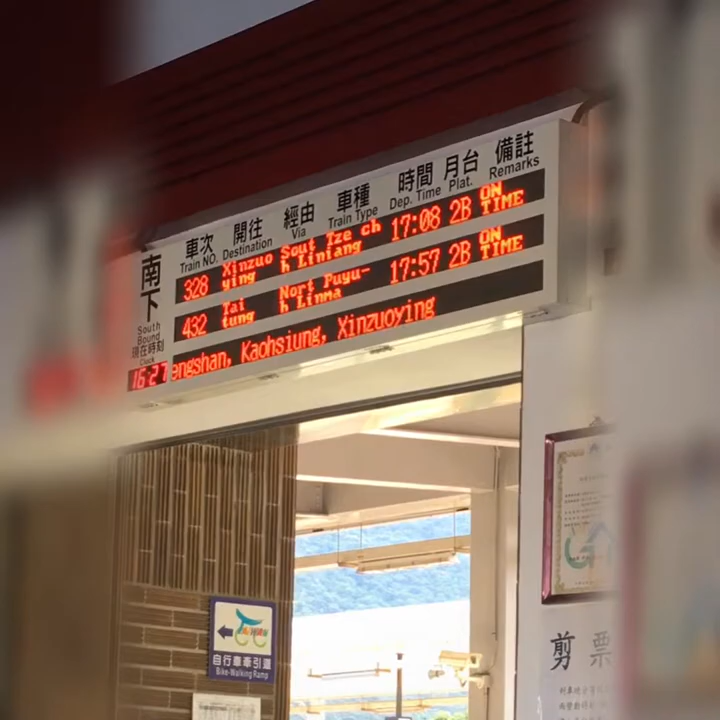 車次 開往 經由 車種 時間 月台 備註
Train NO. Destination Via Train Type Dep. Time Plat. Remarks
328 Xinzuo ying Sout h Tze ch Liniang 17:08 2B ON TIME
432 Tai tung Nort h Puyu- Linma 17:57 2B ON TIME
engshan, Kaohsiung, Xinzuoying
南下
South
Bound
現在時刻
Clock
16:27
自行車牽引道
Bike-Walking Ramp
剪票